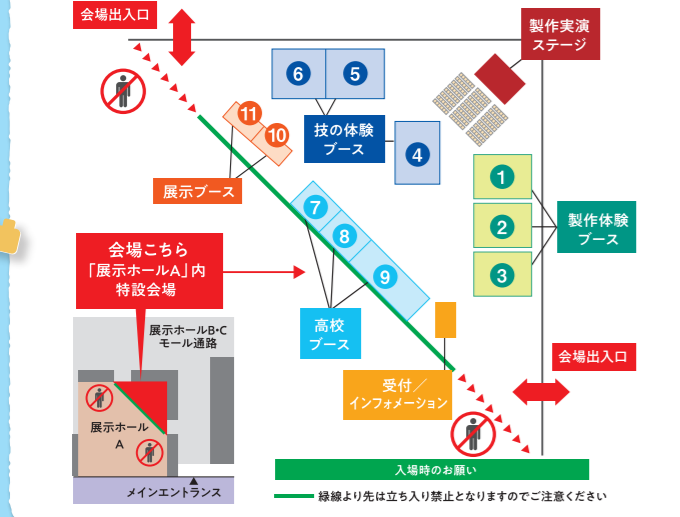 会場出入口
製作実演
ステージ
6
5
11
10
技の体験
ブース
4
1
2
3
展示ブース
製作体験
ブース
7
8
9
会場こちら
「展示ホールA」内
特設会場
高校
ブース
展示ホールB・C
モール通路
会場出入口
受付／
インフォメーション
展示ホール
A
メインエントランス
入場時のお願い
緑線より先は立ち入り禁止となりますのでご注意ください